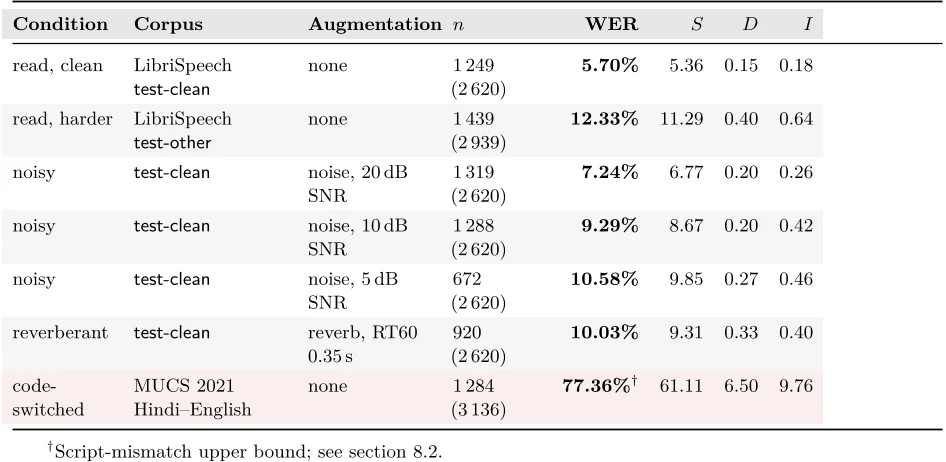 Condition Corpus Augmentation n WER S D I
read, clean LibriSpeech none 1 249 5.70% 5.36 0.15 0.18
test-clean (2 620)
read, harder LibriSpeech none 1 439 12.33% 11.29 0.40 0.64
test-other (2 939)
noisy test-clean noise, 20 dB 1 319 7.24% 6.77 0.20 0.26
SNR (2 620)
noisy test-clean noise, 10 dB 1 288 9.29% 8.67 0.20 0.42
SNR (2 620)
noisy test-clean noise, 5 dB 672 10.58% 9.85 0.27 0.46
SNR (2 620)
reverberant test-clean reverb, RT60 920 10.03% 9.31 0.33 0.40
0.35 s (2 620)
code- MUCS 2021 none 1 284 77.36%† 61.11 6.50 9.76
switched Hindi–English (3 136)
†Script-mismatch upper bound; see section 8.2.